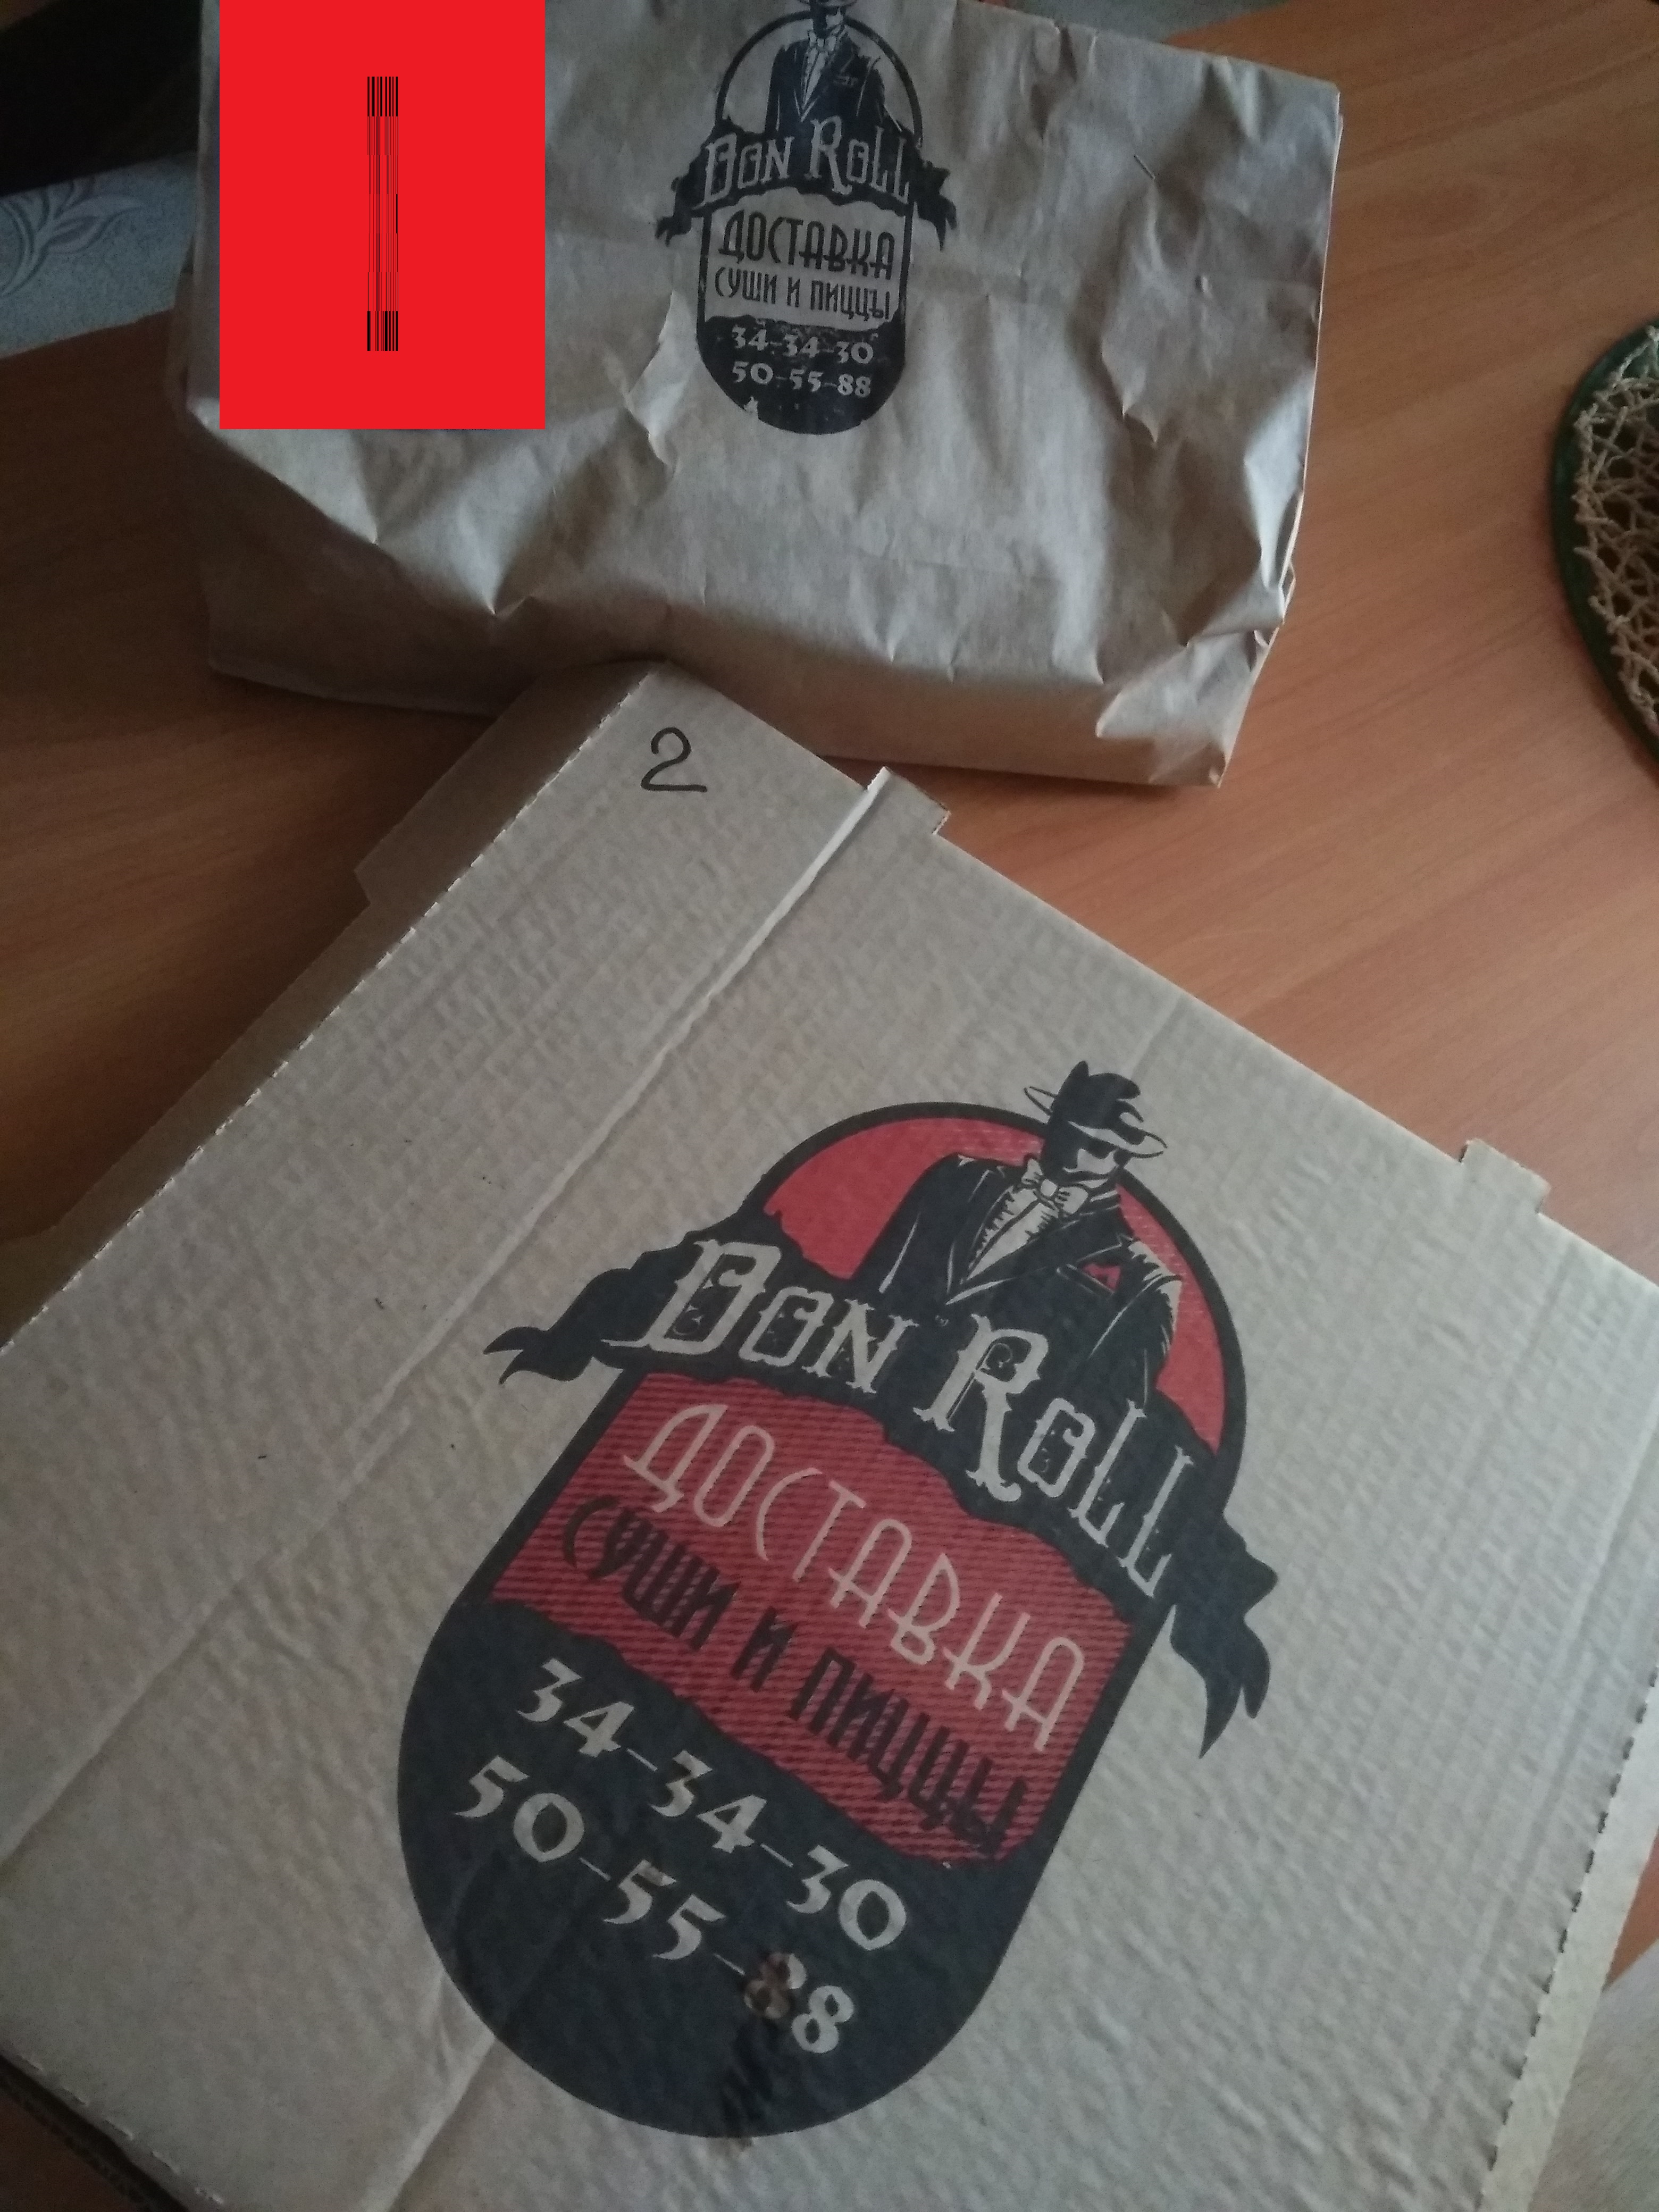 DON ROLL
ДОСТАВКА
СУШИ И ПИЦЦЫ
34-34-30
50-55-88
2
DON ROLL
ДОСТАВКА
СУШИ И ПИЦЦЫ
34-34-30
50-55-88